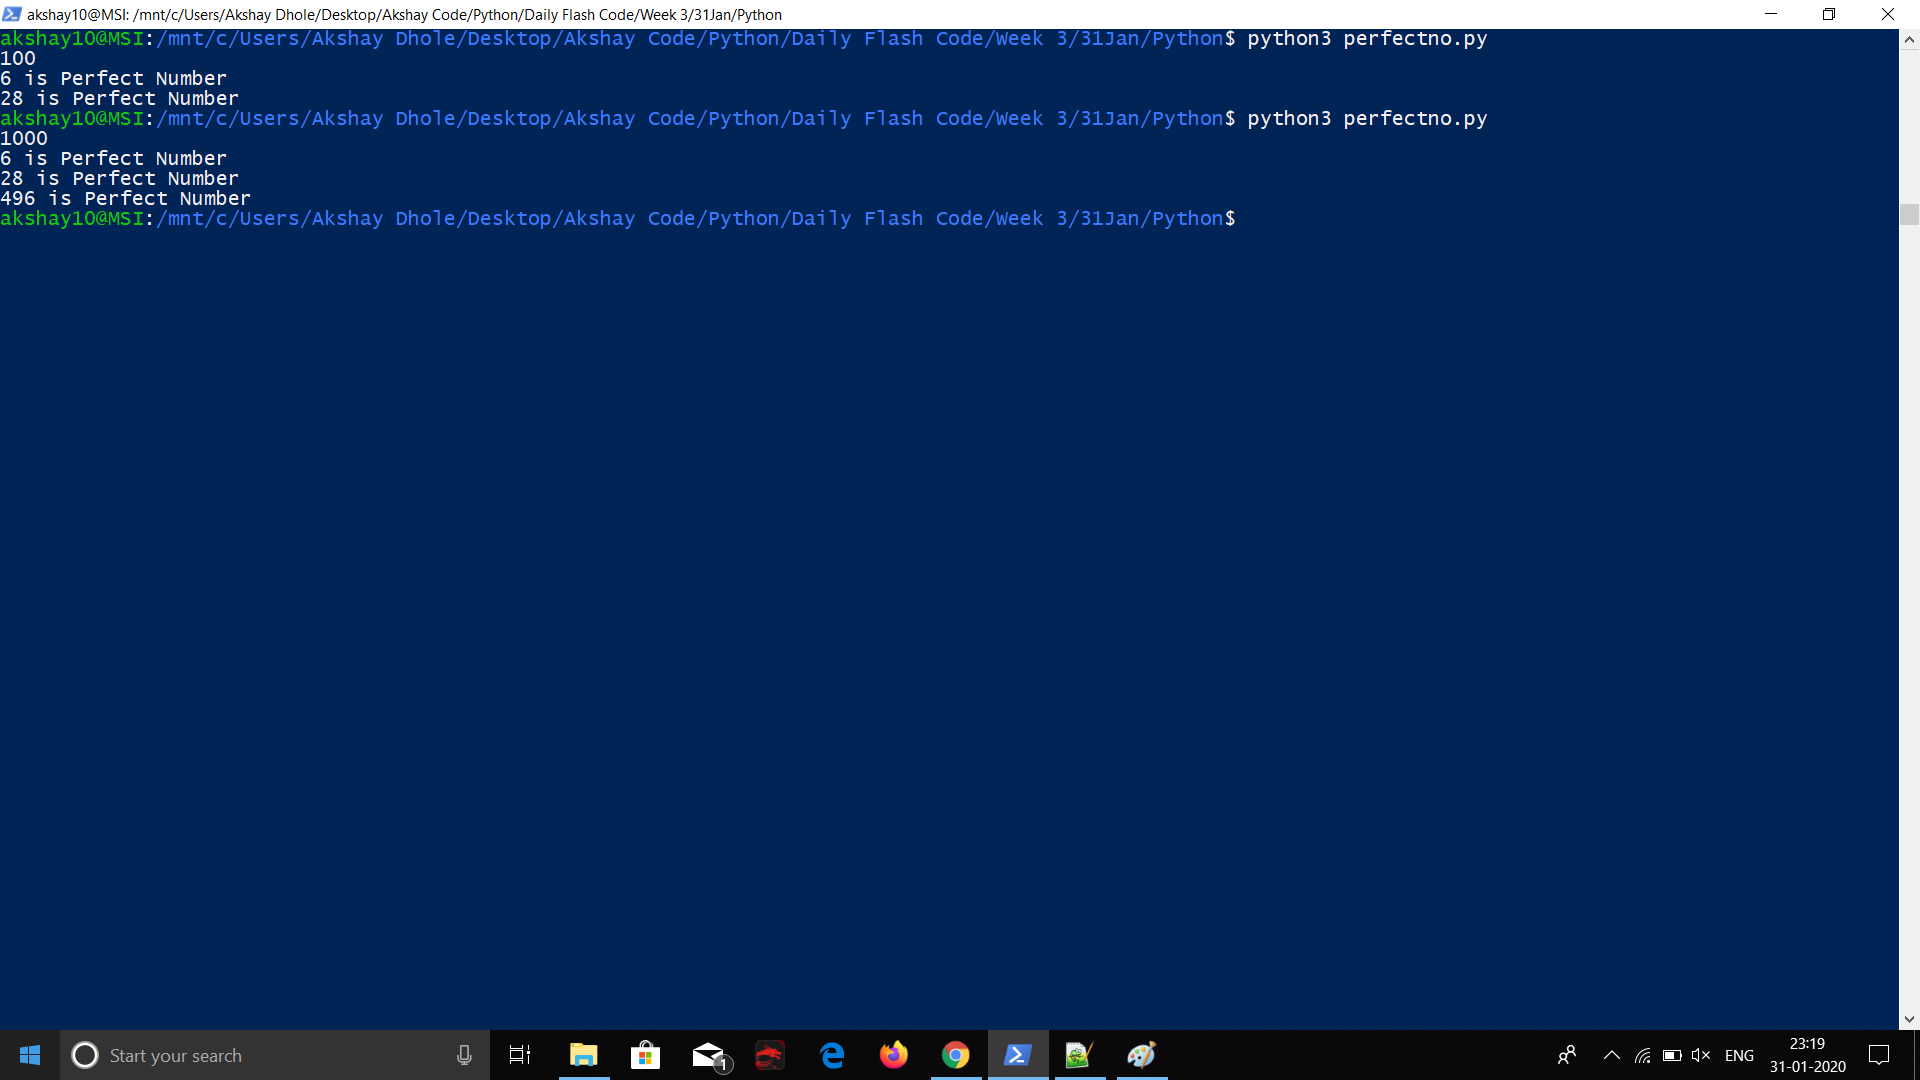 akshay10@MSI: /mnt/c/Users/Akshay Dhole/Desktop/Akshay Code/Python/Daily Flash Code/Week 3/31Jan/Python
akshay10@MSI:/mnt/c/Users/Akshay Dhole/Desktop/Akshay Code/Python/Daily Flash Code/Week 3/31Jan/Python$ python3 perfectno.py
100
6 is Perfect Number
28 is Perfect Number
akshay10@MSI:/mnt/c/Users/Akshay Dhole/Desktop/Akshay Code/Python/Daily Flash Code/Week 3/31Jan/Python$ python3 perfectno.py
1000
6 is Perfect Number
28 is Perfect Number
496 is Perfect Number
akshay10@MSI:/mnt/c/Users/Akshay Dhole/Desktop/Akshay Code/Python/Daily Flash Code/Week 3/31Jan/Python$
Start your search
1
ENG
23:19
31-01-2020